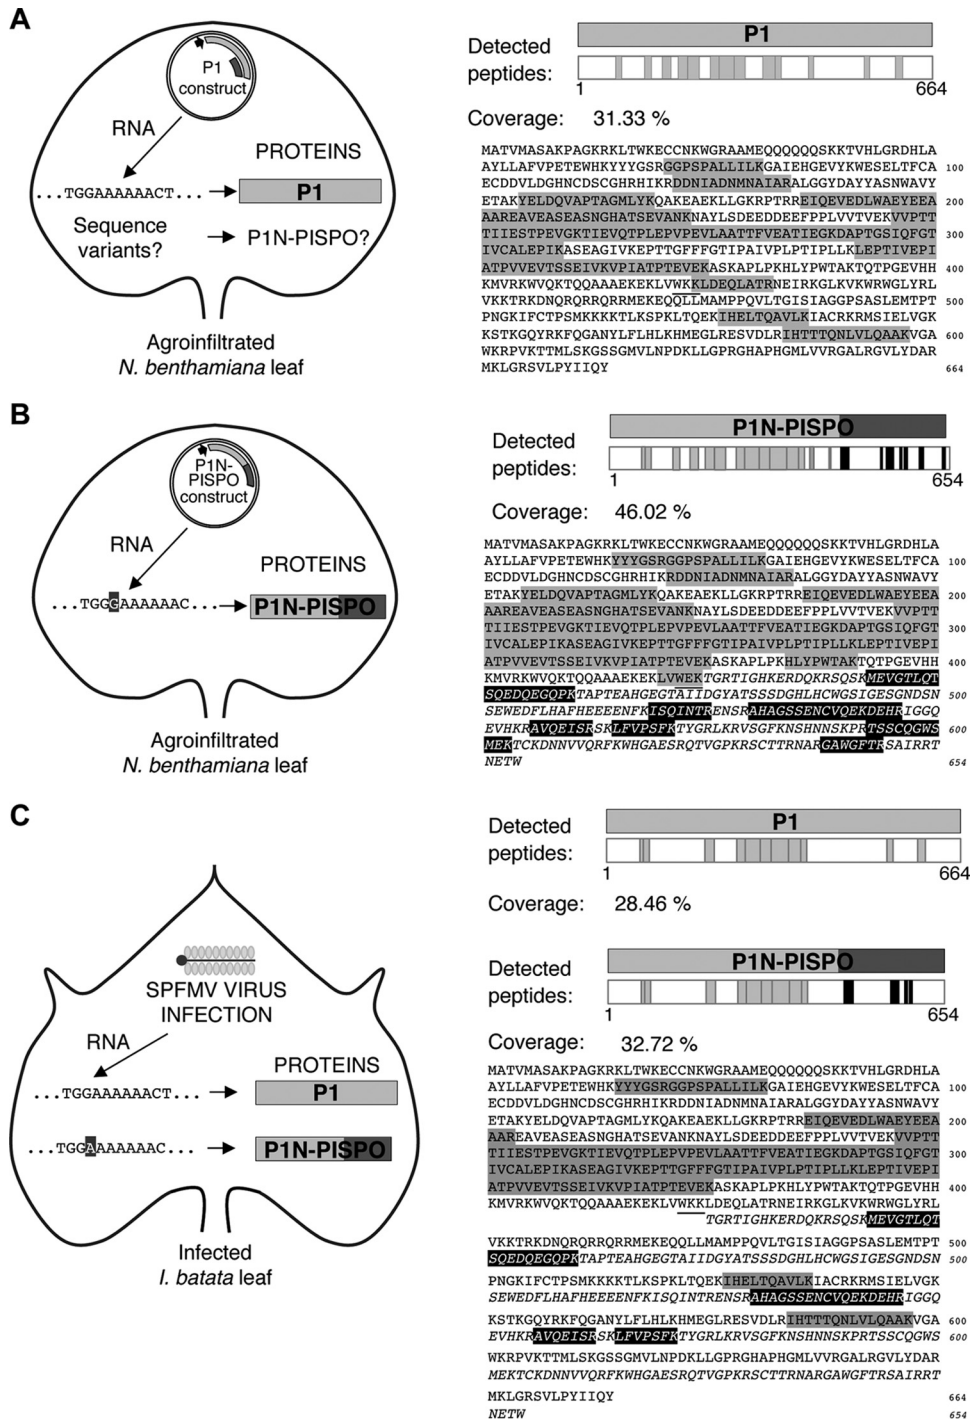 A
P1
construct
RNA
PROTEINS
...TGGAAAAAACT...
P1
Sequence
variants?
P1N-PISPO?
Agroinfiltrated
N. benthamiana leaf
Detected
peptides:
P1
1
664
Coverage: 31.33 %
MATVMASAKPAGKRKLTWKECCNKWGRAAMEQQQQQQSKKTVHLGRDHLA
AYLLAFVPETEWHKYYYGSRGGPSPALLILKGAIEHGEVYKWESELTFCA 100
ECDDVLDGHNCDSCGHRHIKRDDNIADNMNAIARALGGYDAYYASNWAVY
ETAKYELDQVAPTAGMLYKQAKEAEKLLGKRPTRREIQEVEDLWAEYEEA 200
AAREAVEASEASNGHATSEVANKNAYLSDEEDDEEFPPLVVTVEKVVPTT
TIIESTPEVGKTIEVQTPLEPVPEVLAATTFVEATIEGKDAPTGSIQFGT 300
IVCALEPIKASEAGIVKEPTTGFFFGTIPAIVPLPTIPLLKLEPTIVEPI
ATPVVEVTSSEIVKVPIATPTEVEKASKAPLPKHLYPWTAKTQTPGEVHH 400
KMVRKWVQKTQQAAAEKEKLVWKKLDEQLATRNEIRKGLKVKWRWGLYRL
VKKTRKDNQRQRRQRRMEKEQQLLMAMPPQVLTGTSIAGGPSASLEMTPT 500
PNGKIFCTPSMKKKKTLKSPKLTQEKIHELTQAVLKIACRKRMSIELVGK
KSTKGQYRKFQGANYLFLHLKHMEGLRESVDLRIHTTTQNLVLQAAKVGA 600
WKRPVKTTMLSKGSSGMVLNPDKLLGPRGHAPHGMLVVRGALRGVLYDAR
MKLGRSVLPYIIQY 664
B
P1N-
PISPO
construct
RNA
PROTEINS
...TGGGAAAAAAC...
P1N-PISPO
Agroinfiltrated
N. benthamiana leaf
Detected
peptides:
P1N-PISPO
1
654
Coverage: 46.02 %
MATVMASAKPAGKRKLTWKECCNKWGRAAMEQQQQQQSKKTVHLGRDHLA
AYLLAFVPETEWHKYYYGSRGGPSPALLILKGAIEHGEVYKWESELTFCA 100
ECDDVLDGHNCDSCGHRHIKRDDNIADNMNAIARALGGYDAYYASNWAVY
ETAKYELDQVAPTAGMLYKQAKEAEKLLGKRPTRREIQEVEDLWAEYEEA 200
AAREAVEASEASNGHATSEVANKNAYLSDEEDDEEFPPLVVTVEKVVPTT
TIIESTPEVGKTIEVQTPLEPVPEVLAATTFVEATIEGKDAPTGSIQFGT 300
IVCALEPIKASEAGIVKEPTTGFFFGTIPAIVPLPTIPLLKLEPTIVEPI
ATPVVEVTSSEIVKVPIATPTEVEKASKAPLPKHLYPWTAKTQTPGEVHH 400
KMVRKWVQKTQQAAAEKEKLVWEKTGRTIGHKERDQKRSQSKMEVGTLQT
SQEDQEGQPKTAPTEAHGEGTAIIDGYATSSSDGHLHCWGSIGESGNDSN 500
SEWEDFLHAFHEEEENFKISQINTRENSRAHAGSSENCVQEKDEHRIGGQ
EVHKRAVQEISRSKLFVPSFKTYGRLKRVSGFKNSHNNSKPRTSSCQGWS 600
MEKTCKDNNVVQRFKWHGAESRQTVGPKRSCTTRNARGAWGFTRSAIRRT
NETW 654
C
SPFMV VIRUS
INFECTION
RNA
PROTEINS
...TGGAAAAAACT...
P1
...TGGAAAAAAAC...
P1N-PISPO
Infected
I. batata leaf
Detected
peptides:
P1
1
664
Coverage: 28.46 %
Detected
peptides:
P1N-PISPO
1
654
Coverage: 32.72 %
MATVMASAKPAGKRKLTWKECCNKWGRAAMEQQQQQQSKKTVHLGRDHLA
AYLLAFVPETEWHKYYYGSRGGPSPALLILKGAIEHGEVYKWESELTFCA 100
ECDDVLDGHNCDSCGHRHIKRDDNIADNMNAIARALGGYDAYYASNWAVY
ETAKYELDQVAPTAGMLYKQAKEAEKLLGKRPTRREIQEVEDLWAEYEEA 200
AAREAVEASEASNGHATSEVANKNAYLSDEEDDEEFPPLVVTVEKVVPTT
TIIESTPEVGKTIEVQTPLEPVPEVLAATTFVEATIEGKDAPTGSIQFGT 300
IVCALEPIKASEAGIVKEPTTGFFFGTIPAIVPLPTIPLLKLEPTIVEPI
ATPVVEVTSSEIVKVPIATPTEVEKASKAPLPKHLYPWTAKTQTPGEVHH 400
KMVRKWVQKTQQAAAEKEKLVWKKLDEQLATRNEIRKGLKVKWRWGLYRL
TGRTIGHKERDQKRSQSKMEVGTLQT
VKKTRKDNQRQRRQRRMEKEQQLLMAMPPQVLTGTSIAGGPSASLEMTPT 500
SQEDQEGQPKTAPTEAHGEGTAIIDGYATSSSDGHLHCWGSIGESGNDSN 500
PNGKIFCTPSMKKKKTLKSPKLTQEKIHELTQAVLKIACRKRMSIELVGK
SEWEDFLHAFHEEEENFKISQINTRENSRAHAGSSENCVQEKDEHRIGGQ
KSTKGQYRKFQGANYLFLHLKHMEGLRESVDLRIHTTTQNLVLQAAKVGA 600
EVHKRAVQEISRSKLFVPSFKTYGRLKRVSGFKNSHNNSKPRTSSCQGWS 600
WKRPVKTTMLSKGSSGMVLNPDKLLGPRGHAPHGMLVVRGALRGVLYDAR
MEKTCKDNNVVQRFKWHGAESRQTVGPKRSCTTRNARGAWGFTRSAIRRT
MKLGRSVLPYIIQY 664
NETW 654